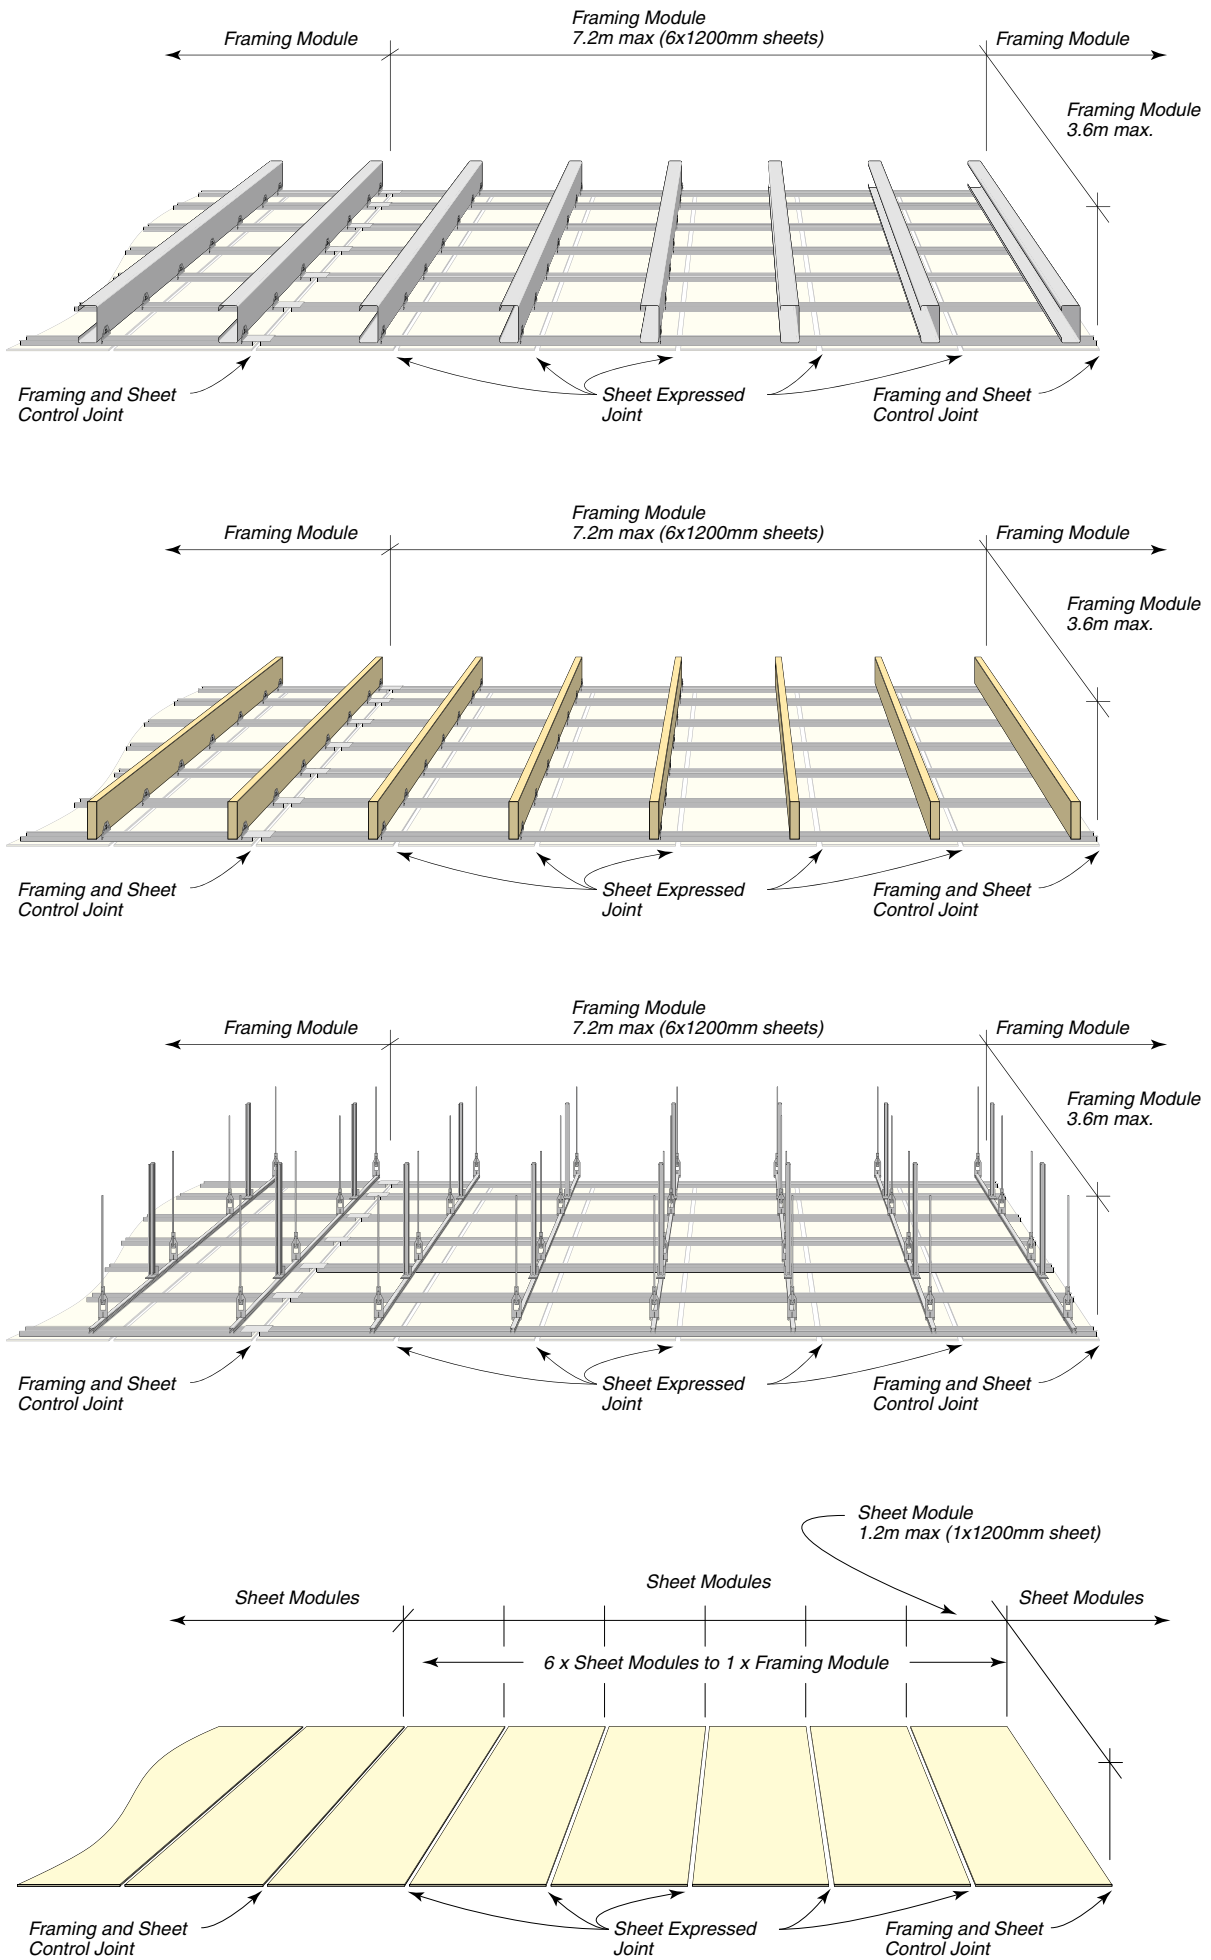 Framing Module
Framing Module
7.2m max (6x1200mm sheets)
Framing Module
Framing Module
3.6m max.
Framing and Sheet
Control Joint
Sheet Expressed
Joint
Framing and Sheet
Control Joint
Framing Module
Framing Module
7.2m max (6x1200mm sheets)
Framing Module
Framing Module
3.6m max.
Framing and Sheet
Control Joint
Sheet Expressed
Joint
Framing and Sheet
Control Joint
Framing Module
Framing Module
7.2m max (6x1200mm sheets)
Framing Module
Framing Module
3.6m max.
Framing and Sheet
Control Joint
Sheet Expressed
Joint
Framing and Sheet
Control Joint
Sheet Module
1.2m max (1x1200mm sheet)
Sheet Modules
Sheet Modules
Sheet Modules
6 x Sheet Modules to 1 x Framing Module
Framing and Sheet
Control Joint
Sheet Expressed
Joint
Framing and Sheet
Control Joint